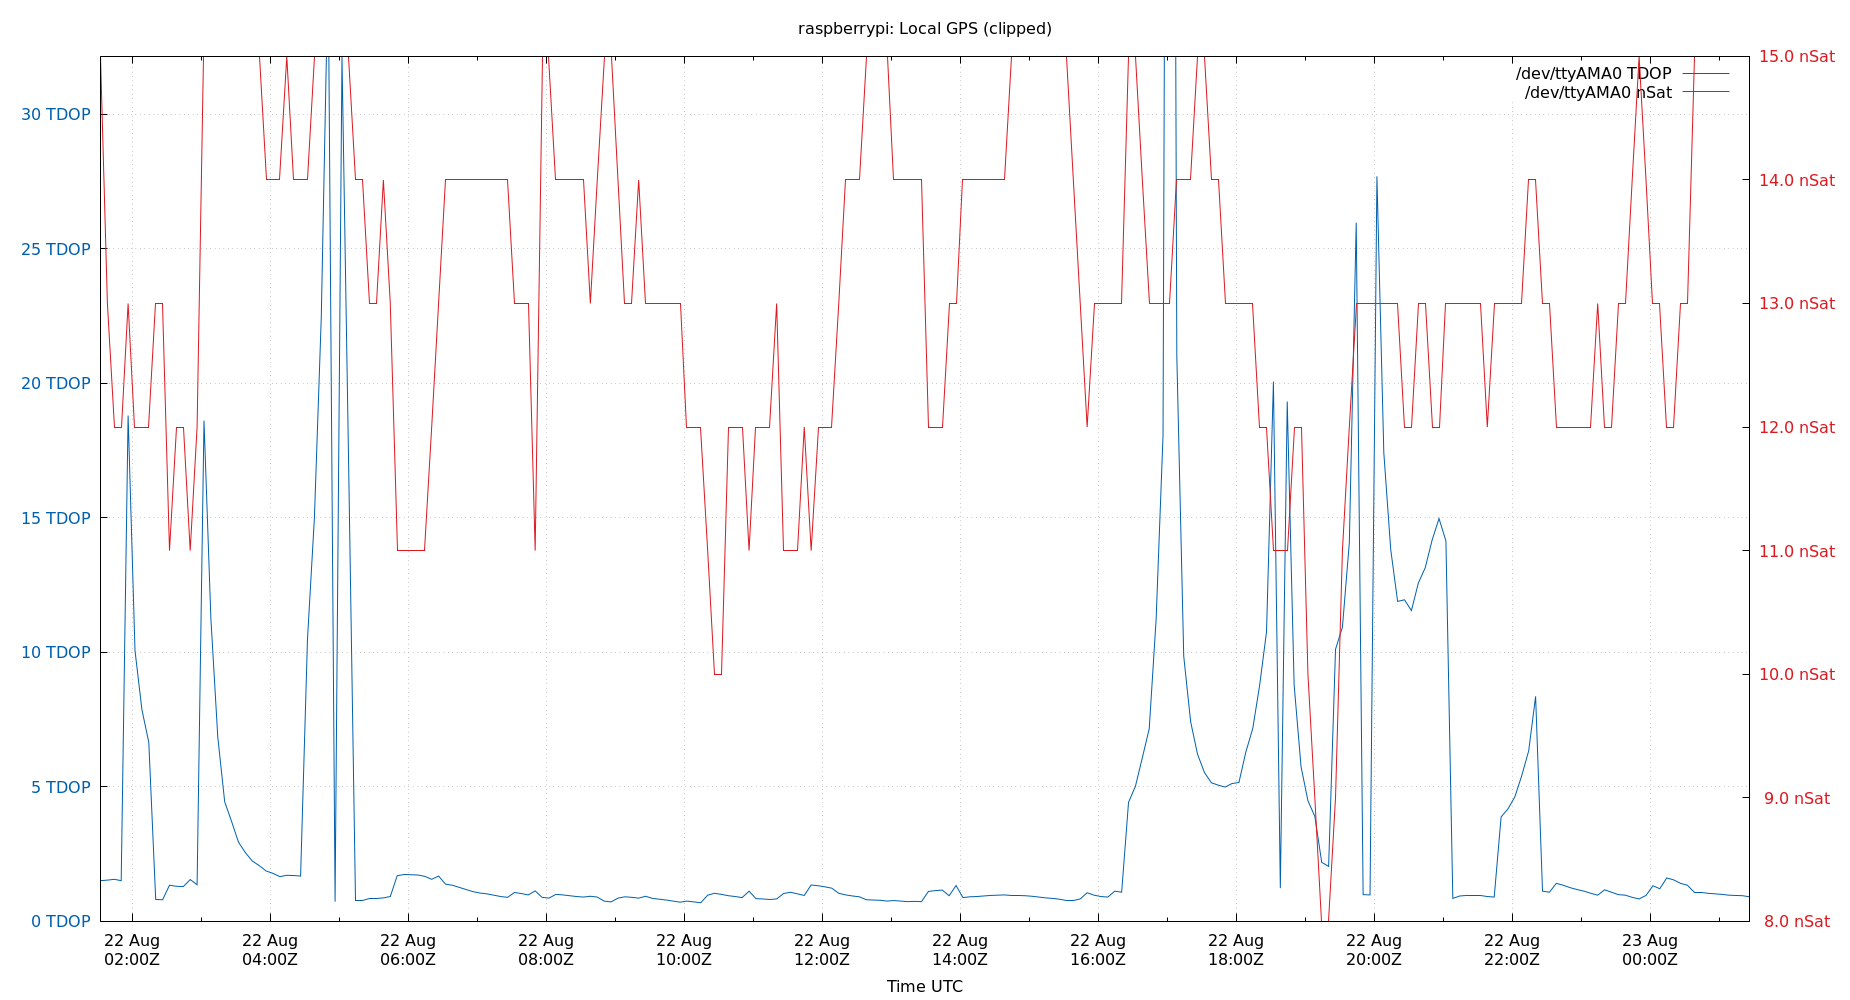 raspberrypi: Local GPS (clipped)
/dev/ttyAMA0 TDOP
/dev/ttyAMA0 nSat
30 TDOP
25 TDOP
20 TDOP
15 TDOP
10 TDOP
5 TDOP
0 TDOP
15.0 nSat
14.0 nSat
13.0 nSat
12.0 nSat
11.0 nSat
10.0 nSat
9.0 nSat
8.0 nSat
22 Aug
02:00Z
22 Aug
04:00Z
22 Aug
06:00Z
22 Aug
08:00Z
22 Aug
10:00Z
22 Aug
12:00Z
22 Aug
14:00Z
22 Aug
16:00Z
22 Aug
18:00Z
22 Aug
20:00Z
22 Aug
22:00Z
23 Aug
00:00Z
Time UTC